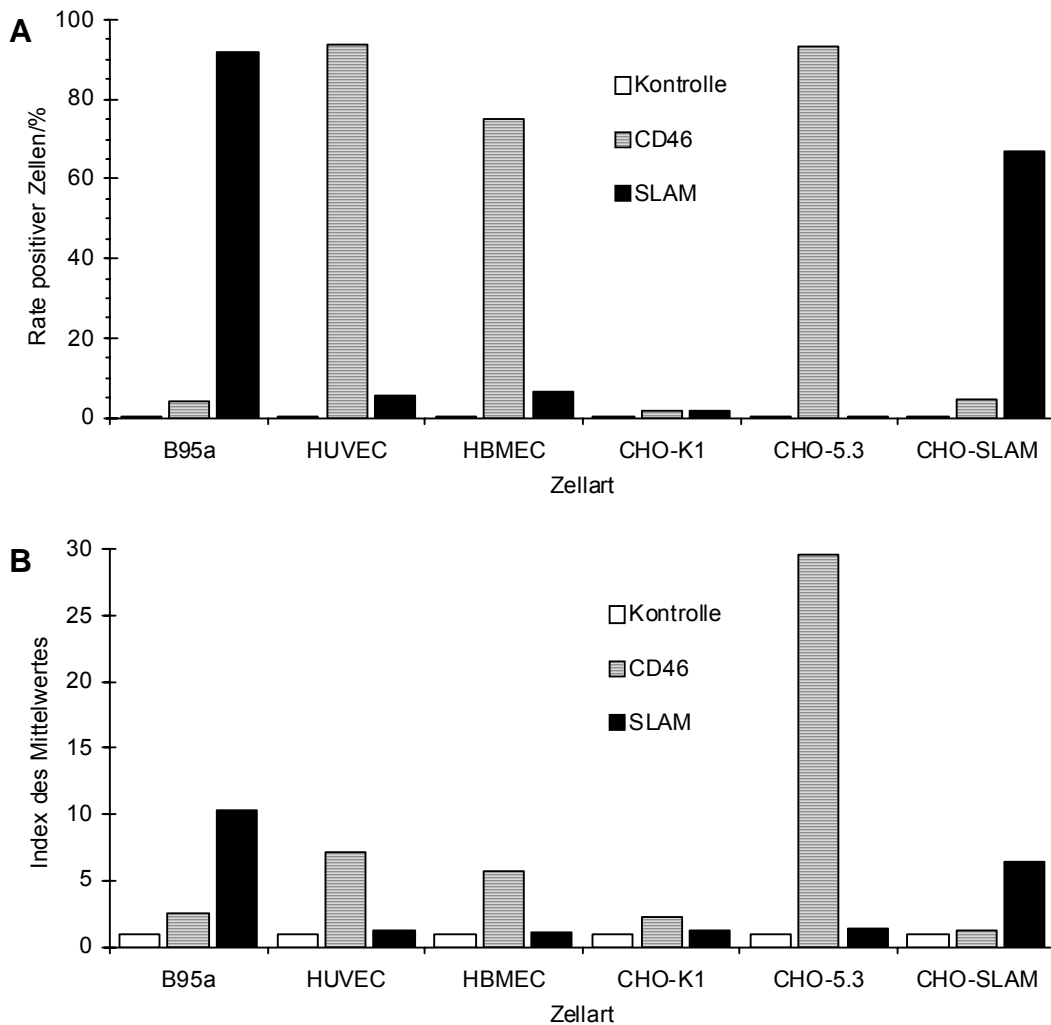 A
Rate positiver Zellen/%
100
80
60
40
20
0
Kontrolle
CD46
SLAM
B95a HUVEC HBMEC CHO-K1 CHO-5.3 CHO-SLAM
Zellart
B
Index des Mittelwertes
30
25
20
15
10
5
0
Kontrolle
CD46
SLAM
B95a HUVEC HBMEC CHO-K1 CHO-5.3 CHO-SLAM
Zellart